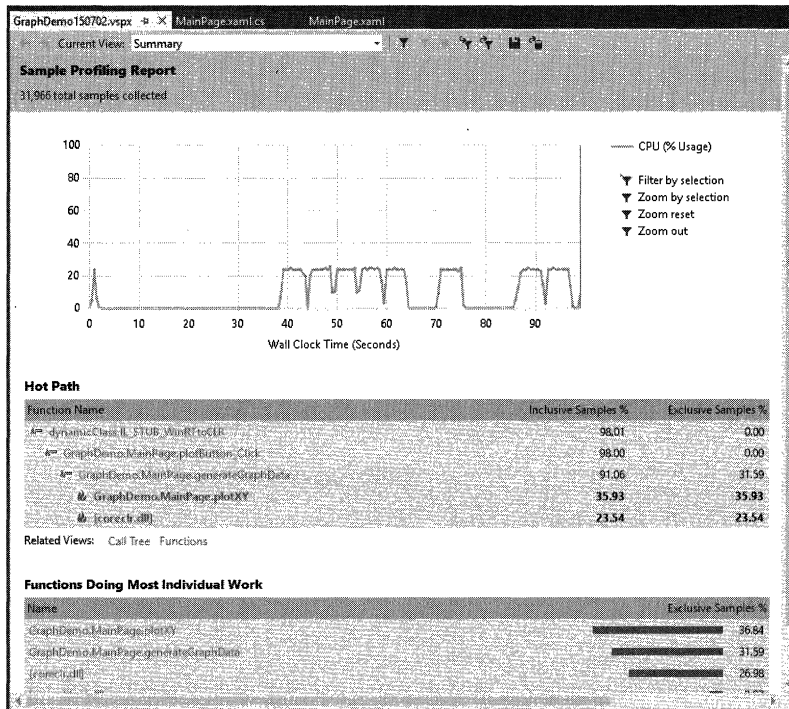 GraphDemo150702.vspx MainPage.xaml.cs MainPage.xaml
Current View: Summary
Sample Profiling Report
31,966 total samples collected
100
80
60
40
20
0
0 10 20 30 40 50 60 70 80 90
Wall Clock Time (Seconds)
CPU (% Usage)
Filter by selection
Zoom by selection
Zoom reset
Zoom out
Hot Path
Function Name Inclusive Samples % Exclusive Samples %
dynamicClass.IL_STUB_WinRTtoCLR 98.01 0.00
GraphDemo.MainPage.plotButton_Click 98.00 0.00
GraphDemo.MainPage.generateGraphData 91.06 31.59
GraphDemo.MainPage.plotXY 35.93 35.93
[coreclr.dll] 23.54 23.54
Related Views: Call Tree Functions
Functions Doing Most Individual Work
Name Exclusive Samples %
GraphDemo.MainPage.plotXY 36.64
GraphDemo.MainPage.generateGraphData 31.59
[coreclr.dll] 26.98